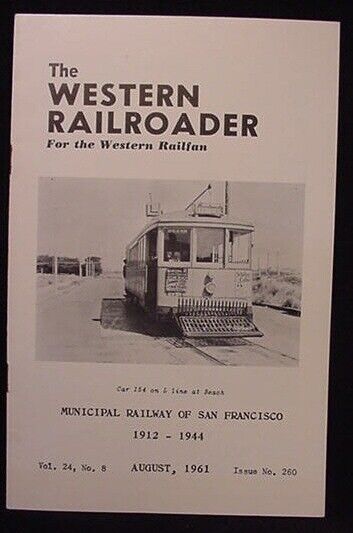 The
WESTERN
RAILROADER
For the Western Railfan
Car 154 on L line at Beach
MUNICIPAL RAILWAY OF SAN FRANCISCO
1912 - 1944
Vol. 24, No. 8 AUGUST, 1961 Issue No. 260